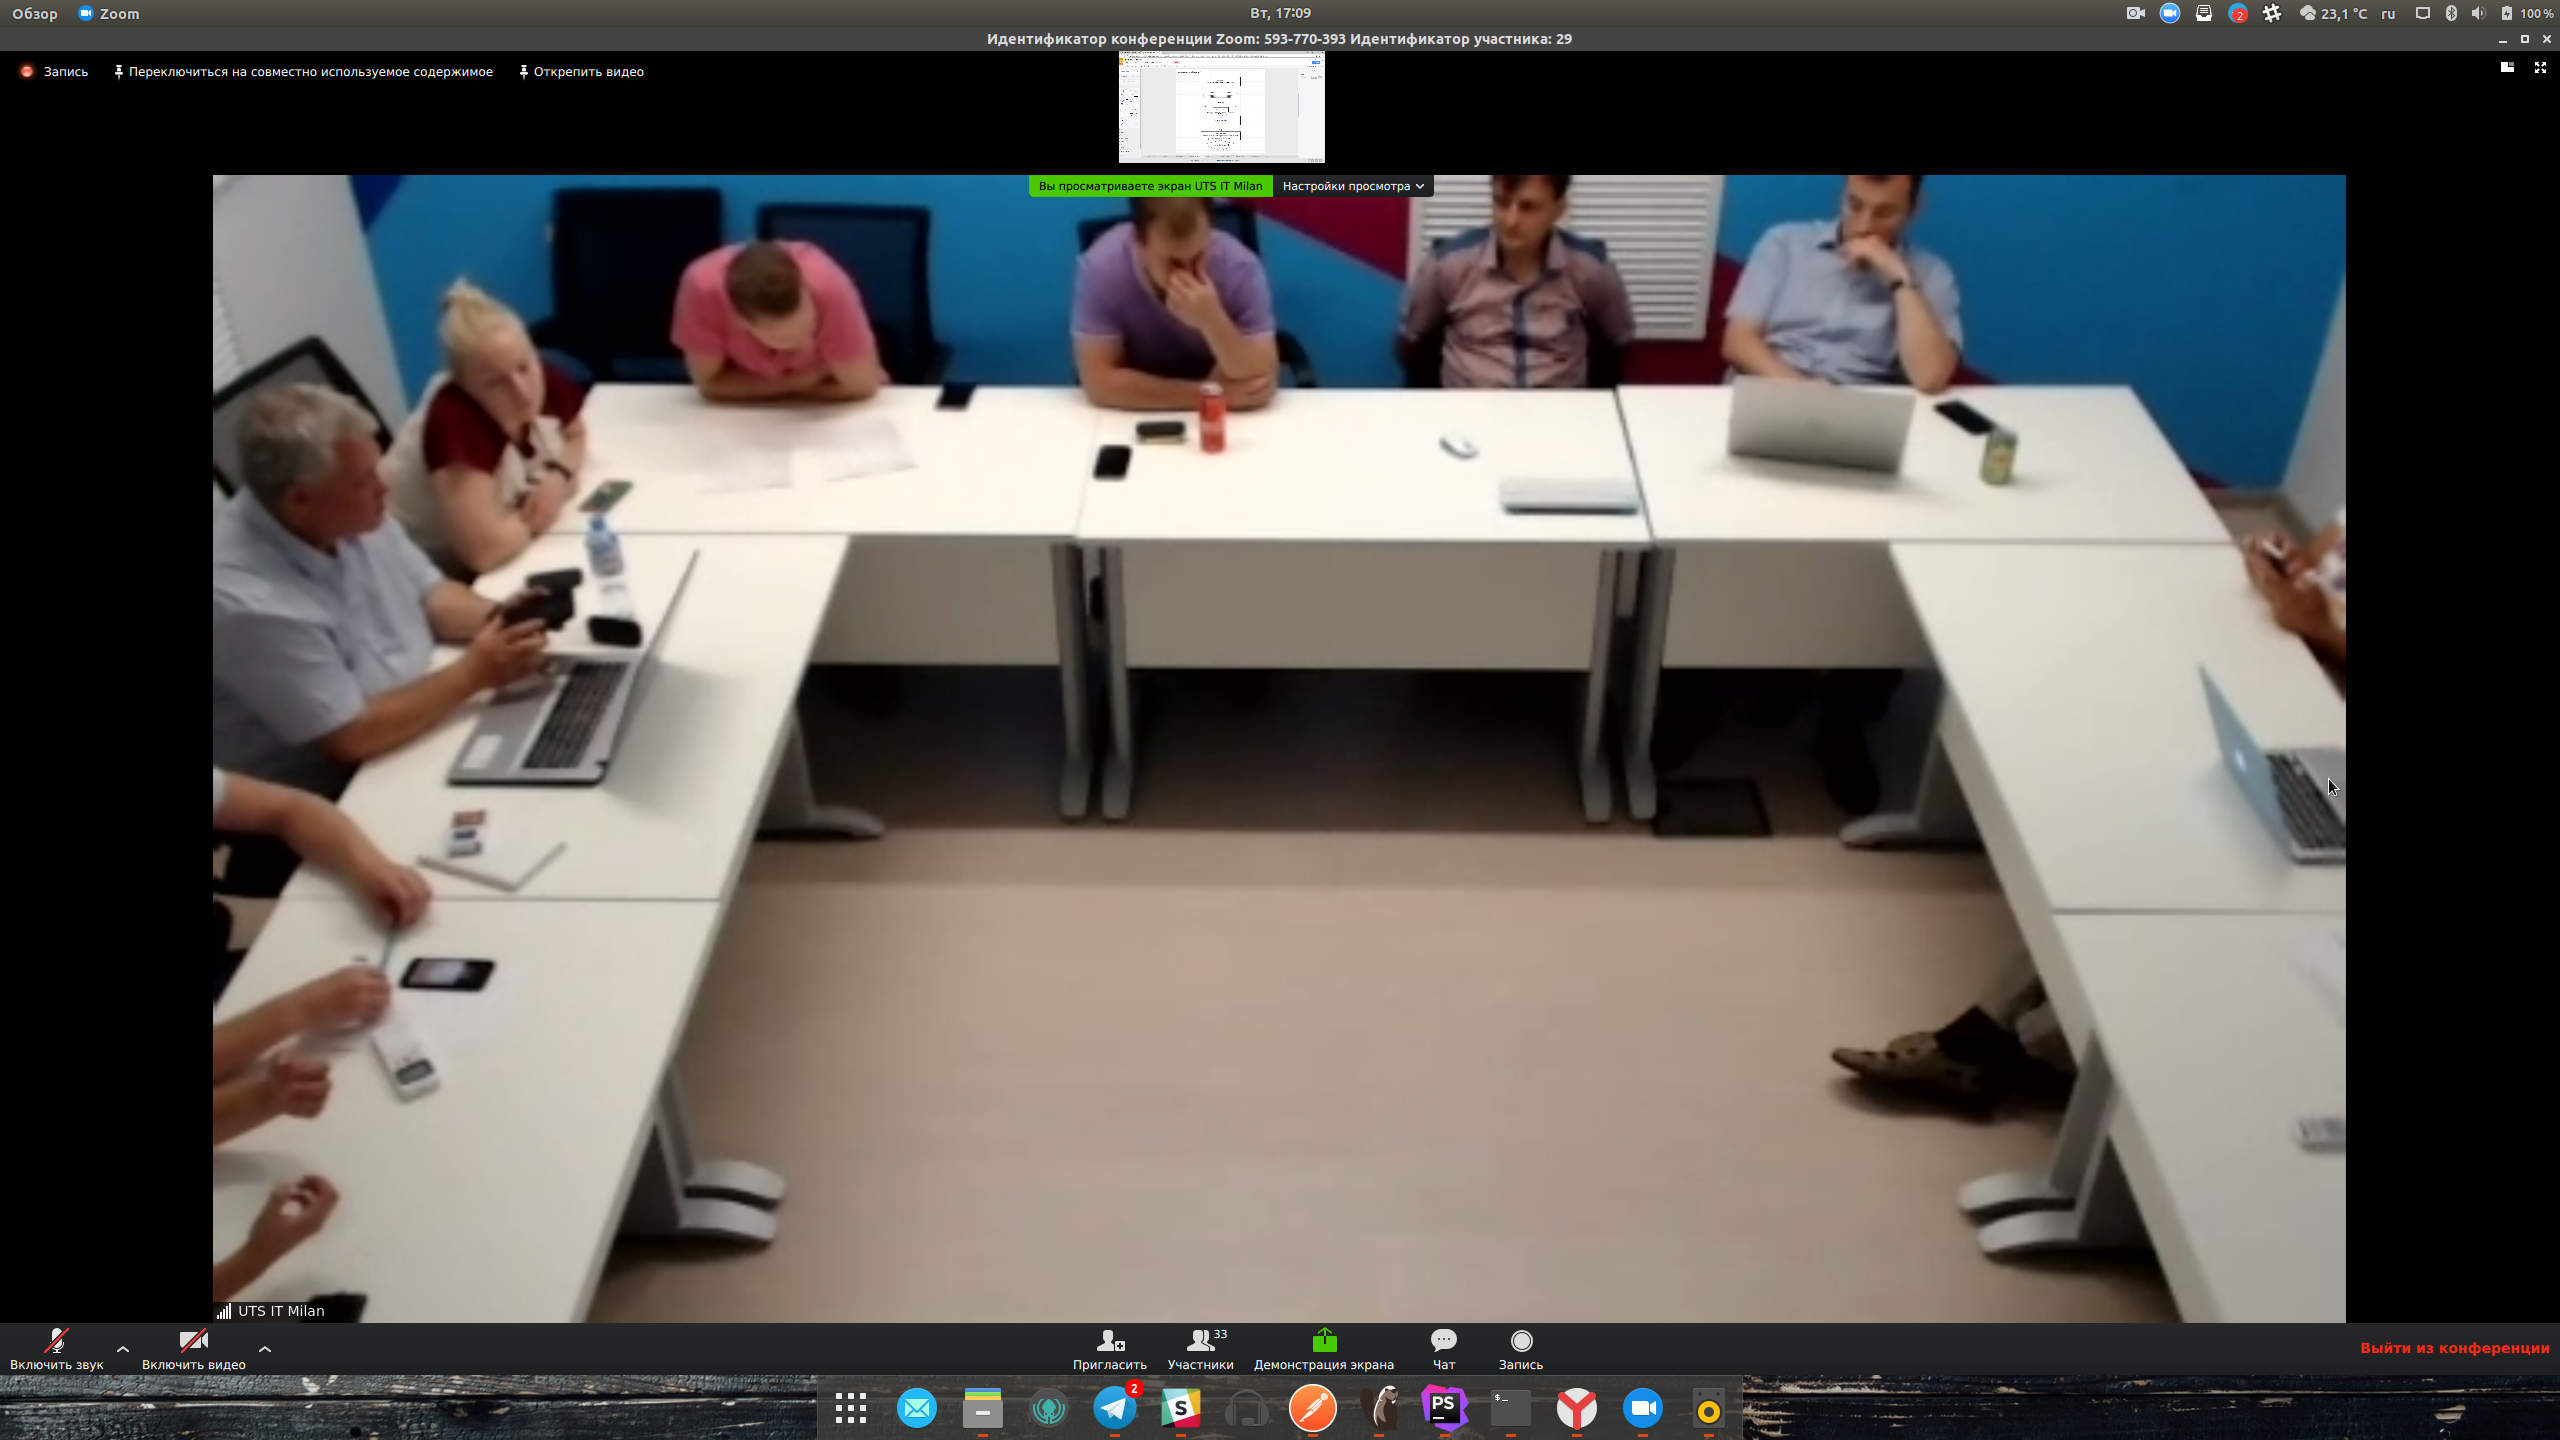 Обзор Zoom Вт, 17:09 2 23,1 °C ru 100 %
Идентификатор конференции Zoom: 593-770-393 Идентификатор участника: 29
Запись Переключиться на совместно используемое содержимое Открепить видео
Вы просматриваете экран UTS IT Milan Настройки просмотра
UTS IT Milan
33
Включить звук Включить видео Пригласить Участники Демонстрация экрана Чат Запись Выйти из конференции
2
S
PS
$_